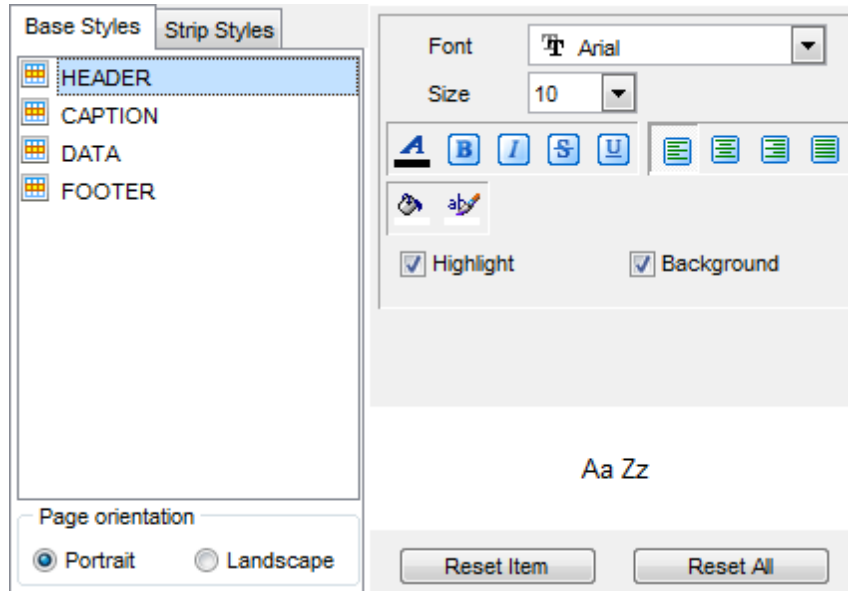 Base Styles
Strip Styles
HEADER
CAPTION
DATA
FOOTER
Page orientation
Portrait
Landscape
Font
Arial
Size
10
A B I S U
ab
Highlight
Background
Aa Zz
Reset Item
Reset All